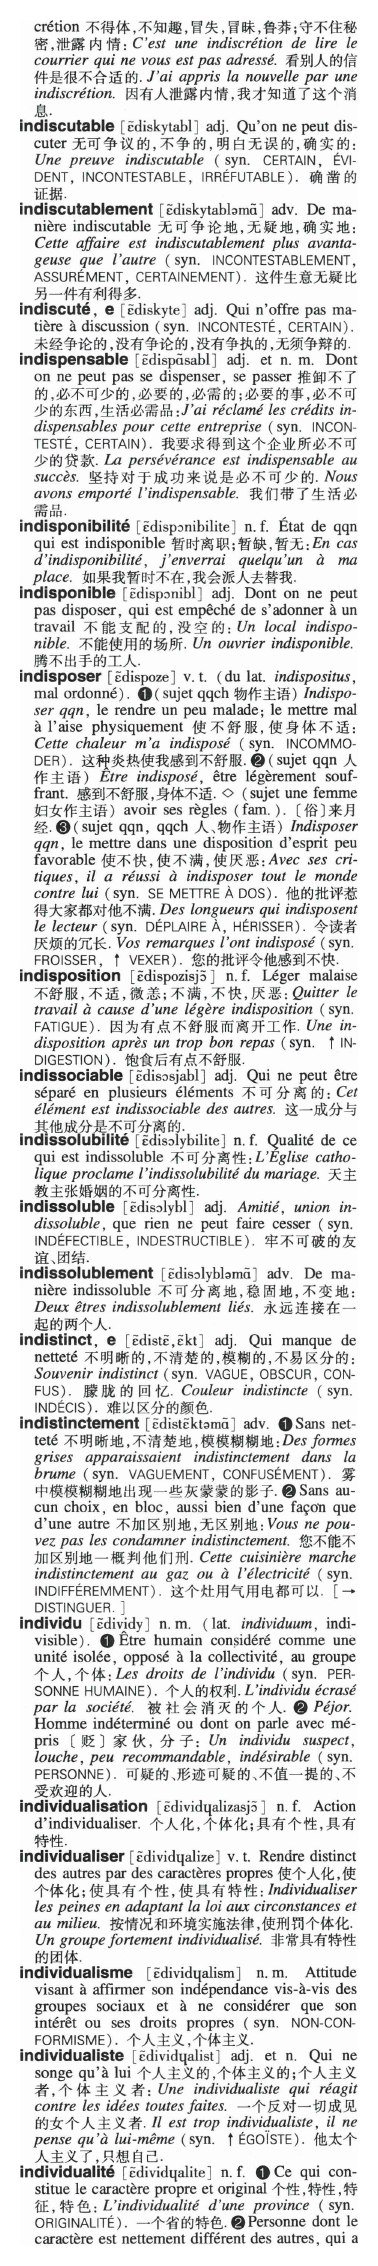 crétion 不得体,不知趣,冒失,冒昧,鲁莽;守不住秘
密,泄露内情: C'est une indiscrétion de lire le
courrier qui ne vous est pas adressé. 看别人的信
件是很不合适的. J'ai appris la nouvelle par une
indiscrétion. 因有人泄露内情,我才知道了这个消
息.
indiscutable [ɛ̃diskytabl] adj. Qu'on ne peut dis-
cuter 无可争议的,不争的,明白无误的,确实的:
Une preuve indiscutable ( syn. CERTAIN, ÉVI-
DENT, INCONTESTABLE, IRRÉFUTABLE). 确凿的
证据.
indiscutablement [ɛ̃diskytabləmɑ̃] adv. De ma-
nière indiscutable 无可争论地,无疑地,确实地:
Cette affaire est indiscutablement plus avanta-
geuse que l'autre ( syn. INCONTESTABLEMENT,
ASSURÉMENT, CERTAINEMENT). 这件生意无疑比
另一件有利得多.
indiscuté, e [ɛ̃diskyte] adj. Qui n'offre pas ma-
tière à discussion (syn. INCONTESTÉ, CERTAIN).
未经争论的,没有争论的,没有争执的,无须争辩的.
indispensable [ɛ̃dispɑ̃sabl] adj. et n. m. Dont
on ne peut pas se dispenser, se passer 推卸不了
的,必不可少的,必要的,必需的;必要的事,必不可
少的东西,生活必需品:J'ai réclamé les crédits in-
dispensables pour cette entreprise ( syn. INCON-
TESTÉ, CERTAIN). 我要求得到这个企业所必不可
少的贷款. La persévérance est indispensable au
succès. 坚持对于成功来说是必不可少的. Nous
avons emporté l'indispensable. 我们带了生活必
需品.
indisponibilité [ɛ̃dispɔnibilite] n. f. État de qqn
qui est indisponible 暂时离职;暂缺,暂无:En cas
d'indisponibilité, j'enverrai quelqu'un à ma
place. 如果我暂时不在,我会派人去替我.
indisponible [ɛ̃dispɔnibl] adj. Dont on ne peut
pas disposer, qui est empêché de s'adonner à un
travail 不能支配的,没空的: Un local indispo-
nible. 不能使用的场所. Un ouvrier indisponible.
腾不出手的工人.
indisposer [ɛ̃dispoze] v. t. (du lat. indispositus,
mal ordonné). ❶(sujet qqch 物作主语) Indispo-
ser qqn, le rendre un peu malade; le mettre mal
à l'aise physiquement 使不舒服,使身体不适:
Cette chaleur m'a indisposé ( syn. INCOMMO-
DER). 这种炎热使我感到不舒服. ❷(sujet qqn 人
作主语) Être indisposé, être légèrement souf-
frant. 感到不舒服,身体不适. ◇ (sujet une femme
妇女作主语) avoir ses règles (fam.). [俗]来月
经. ❸(sujet qqn, qqch 人、物作主语) Indisposer
qqn, le mettre dans une disposition d'esprit peu
favorable 使不快,使不满,使厌恶:Avec ses cri-
tiques, il a réussi à indisposer tout le monde
contre lui (syn. SE METTRE À DOS). 他的批评惹
得大家都对他不满. Des longueurs qui indisposent
le lecteur (syn. DÉPLAIRE À, HÉRISSER). 令读者
厌烦的冗长. Vos remarques l'ont indisposé (syn.
FROISSER, ↑ VEXER). 您的批评令他感到不快.
indisposition [ɛ̃dispozisjɔ̃] n. f. Léger malaise
不舒服,不适,微恙;不满,不快,厌恶:Quitter le
travail à cause d'une légère indisposition (syn.
FATIGUE). 因为有点不舒服而离开工作. Une in-
disposition après un trop bon repas (syn. ↑ IN-
DIGESTION). 饱食后有点不舒服.
indissociable [ɛ̃disɔsjabl] adj. Qui ne peut être
séparé en plusieurs éléments 不可分离的: Cet
élément est indissociable des autres. 这一成分与
其他成分是不可分离的.
indissolubilité [ɛ̃disɔlybilite] n. f. Qualité de ce
qui est indissoluble 不可分离性:L'Église catho-
lique proclame l'indissolubilité du mariage. 天主
教主张婚姻的不可分离性.
indissoluble [ɛ̃disɔlybl] adj. Amitié, union in-
dissoluble, que rien ne peut faire cesser ( syn.
INDÉFECTIBLE, INDESTRUCTIBLE). 牢不可破的友
谊、团结.
indissolublement [ɛ̃disɔlybləmɑ̃] adv. De ma-
nière indissoluble 不可分离地,稳固地,不变地:
Deux êtres indissolublement liés. 永远连接在一
起的两个人.
indistinct, e [ɛ̃distɛ̃,ɛ̃kt] adj. Qui manque de
netteté 不明晰的,不清楚的,模糊的,不易区分的:
Souvenir indistinct (syn. VAGUE, OBSCUR, CON-
FUS). 朦胧的回忆. Couleur indistincte ( syn.
INDÉCIS). 难以区分的颜色.
indistinctement [ɛ̃distɛ̃ktəmɑ̃] adv. ❶Sans net-
teté 不明晰地,不清楚地,模模糊糊地:Des formes
grises apparaissaient indistinctement dans la
brume ( syn. VAGUEMENT, CONFUSÉMENT). 雾
中模模糊糊地出现一些灰蒙蒙的影子. ❷Sans au-
cun choix, en bloc, aussi bien d'une façon que
d'une autre 不加区别地,无区别地:Vous ne pou-
vez pas les condamner indistinctement. 您不能不
加区别地一概判他们刑. Cette cuisinière marche
indistinctement au gaz ou à l'électricité ( syn.
INDIFFÉREMMENT). 这个灶用气用电都可以. [→
DISTINGUER. ]
individu [ɛ̃dividy] n. m. ( lat. individuum, indi-
visible). ❶ Être humain considéré comme une
unité isolée, opposé à la collectivité, au groupe
个人,个体: Les droits de l'individu ( syn. PER-
SONNE HUMAINE). 个人的权利. L'individu écrasé
par la société. 被社会消灭的个人. ❷ Péjor.
Homme indéterminé ou dont on parle avec mé-
pris [贬]家伙,分子: Un individu suspect,
louche, peu recommandable, indésirable ( syn.
PERSONNE). 可疑的、形迹可疑的、不值一提的、不
受欢迎的人.
individualisation [ɛ̃dividɥalizasjɔ̃] n. f. Action
d'individualiser. 个人化,个体化;具有个性,具有
特性.
individualiser [ɛ̃dividɥalize] v. t. Rendre distinct
des autres par des caractères propres 使个人化,使
个体化;使具有个性,使具有特性:Individualiser
les peines en adaptant la loi aux circonstances et
au milieu. 按情况和环境实施法律,使刑罚个体化.
Un groupe fortement individualisé. 非常具有特性
的团体.
individualisme [ɛ̃dividɥalism] n. m. Attitude
visant à affirmer son indépendance vis-à-vis des
groupes sociaux et à ne considérer que son
intérêt ou ses droits propres ( syn. NON-CON-
FORMISME). 个人主义,个体主义.
individualiste [ɛ̃dividɥalist] adj. et n. Qui ne
songe qu'à lui 个人主义的,个体主义的;个人主义
者,个体主义者: Une individualiste qui réagit
contre les idées toutes faites. 一个反对一切成见
的女个人主义者. Il est trop individualiste, il ne
pense qu'à lui-même (syn. ↑ ÉGOÏSTE). 他太个
人主义了,只想自己.
individualité [ɛ̃dividɥalite] n. f. ❶Ce qui con-
stitue le caractère propre et original 个性,特性,特
征,特色: L'individualité d'une province ( syn.
ORIGINALITÉ). 一个省的特色. ❷Personne dont le
caractère est nettement différent des autres, qui a